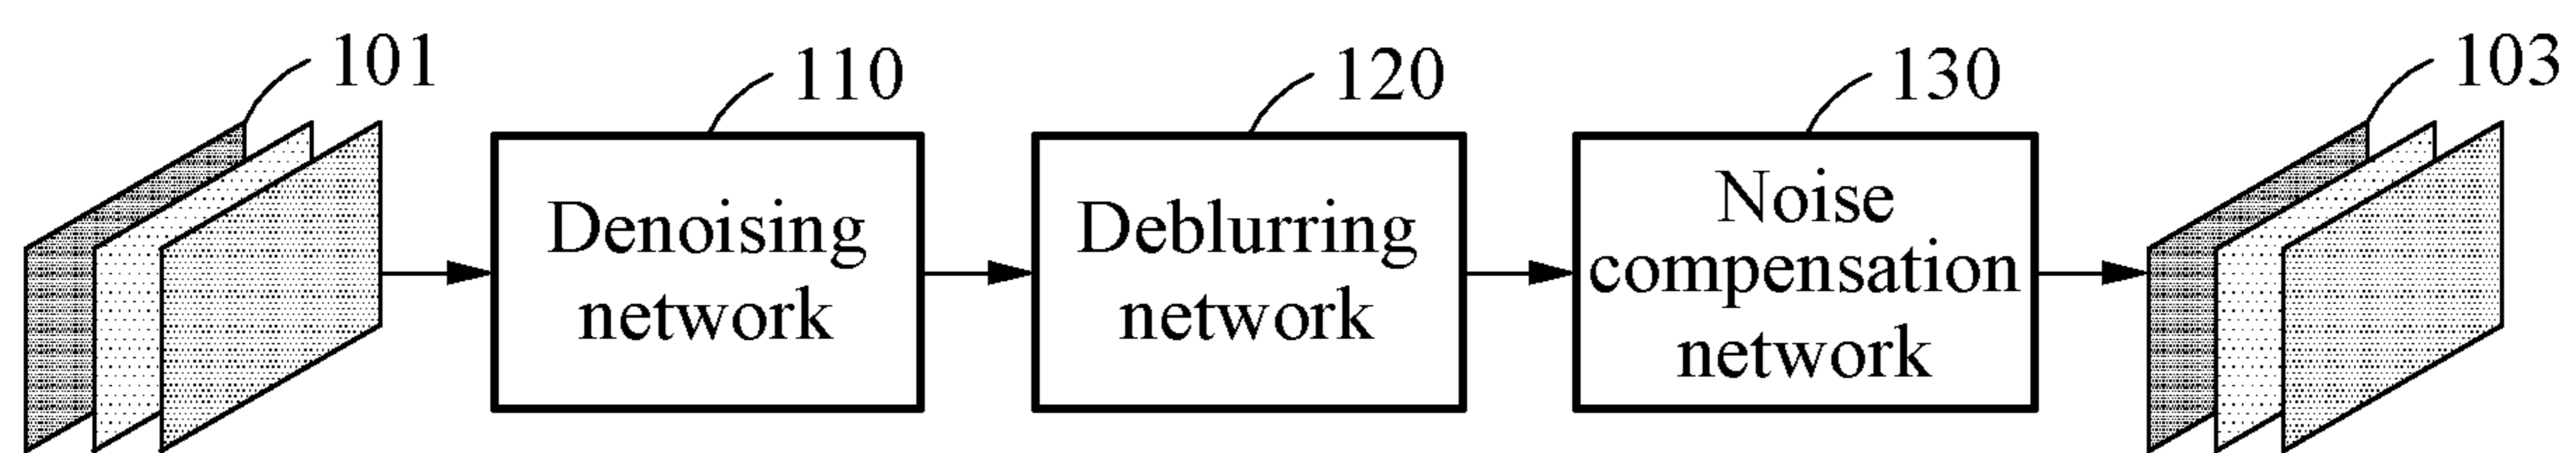 101
110
120
130
103
Denoising
network
Deblurring
network
Noise
compensation
network